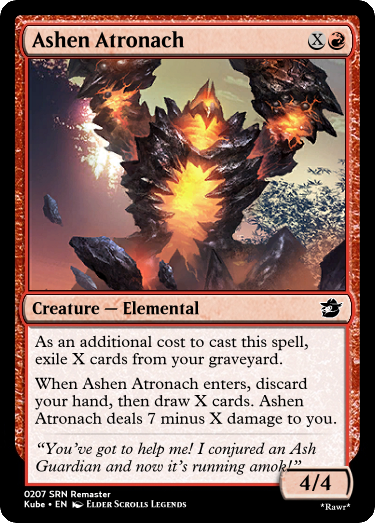 Ashen Atronach X
Creature — Elemental
As an additional cost to cast this spell,
exile X cards from your graveyard.
When Ashen Atronach enters, discard
your hand, then draw X cards. Ashen
Atronach deals 7 minus X damage to you.
“You’ve got to help me! I conjured an Ash
Guardian and now it’s running amok!”
4/4
0207 SRN Remaster
Kube • EN ELDER SCROLLS LEGENDS
*Rawr*